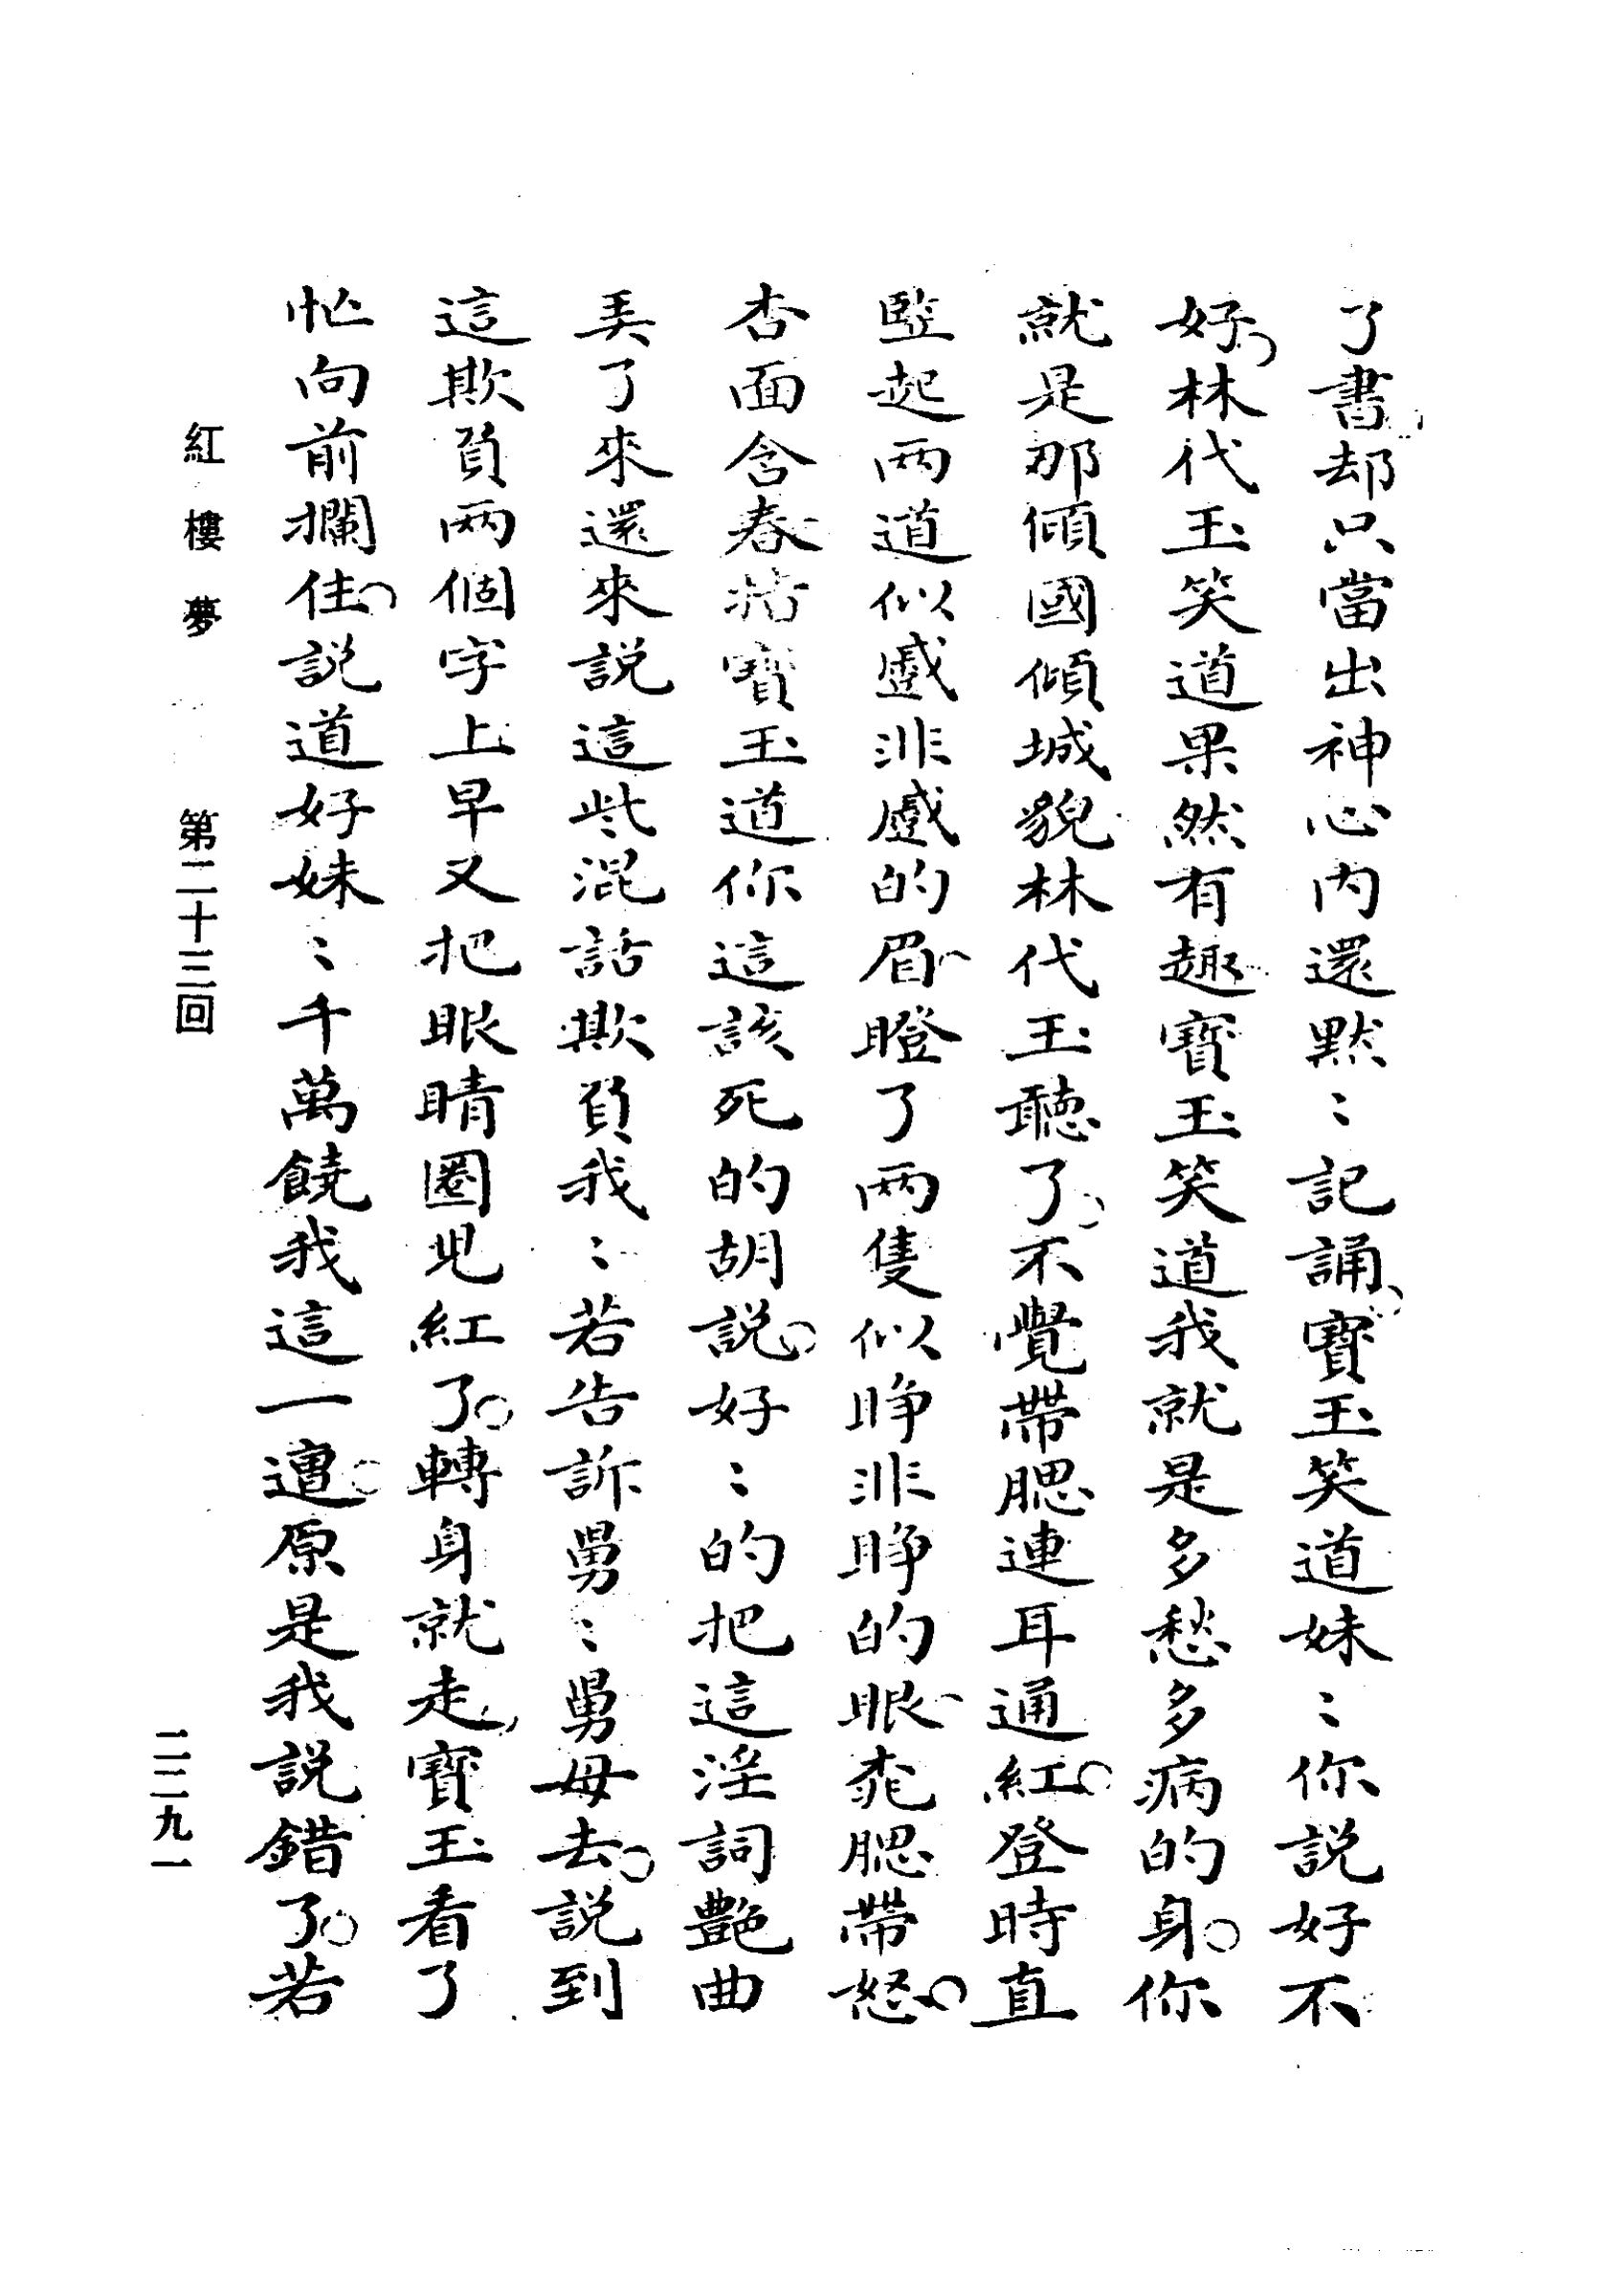 了書却只當出神心內還默〻記誦寶玉笑道妹〻你說好不
好林代玉笑道果然有趣寶玉笑道我就是多愁多病的身你
就是那傾國傾城貌林代玉聽了不覺帶腮連耳通紅登時直
竪起兩道似蹙非蹙的眉瞪了兩隻似睁非睁的眼桃腮帶怒
杏面含春指寶玉道你這該死的胡說好〻的把這淫詞艶曲
弄了來還來說這些混話欺負我〻若告訴舅〻舅母去說到
這欺負兩個字上早又把眼睛圈兒紅了轉身就走寶玉看了
忙向前攔住說道好妹〻千萬饒我這一遭原是我說錯了若
紅樓夢 第二十三回 二二九一